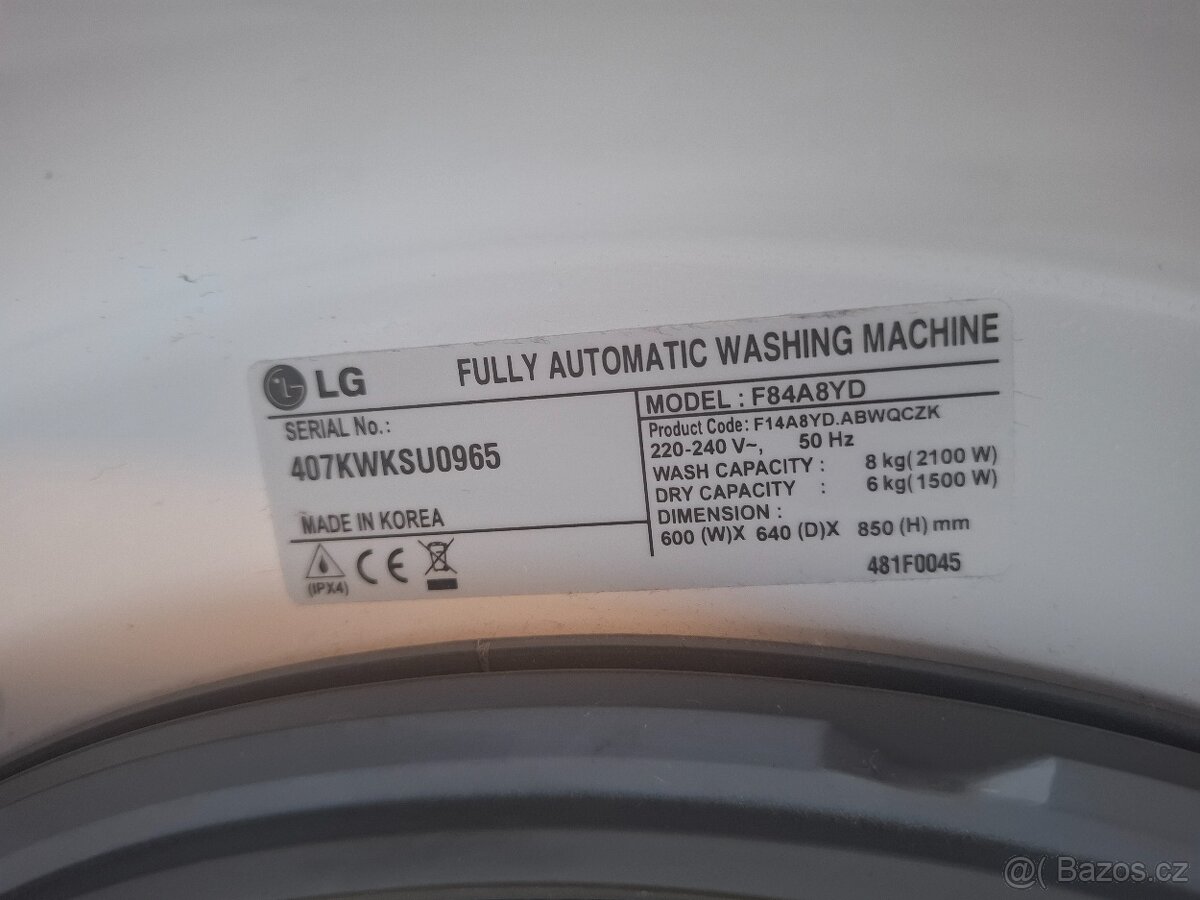 LG FULLY AUTOMATIC WASHING MACHINE
SERIAL No.:
407KWKSU0965
MADE IN KOREA
(IPX4)
CE
MODEL : F84A8YD
Product Code: F14A8YD.ABWQCZK
220-240 V~, 50 Hz
WASH CAPACITY : 8 kg(2100 W)
DRY CAPACITY : 6 kg(1500 W)
DIMENSION :
600 (W)X 640 (D)X 850 (H) mm
481F0045
@( Bazos.cz